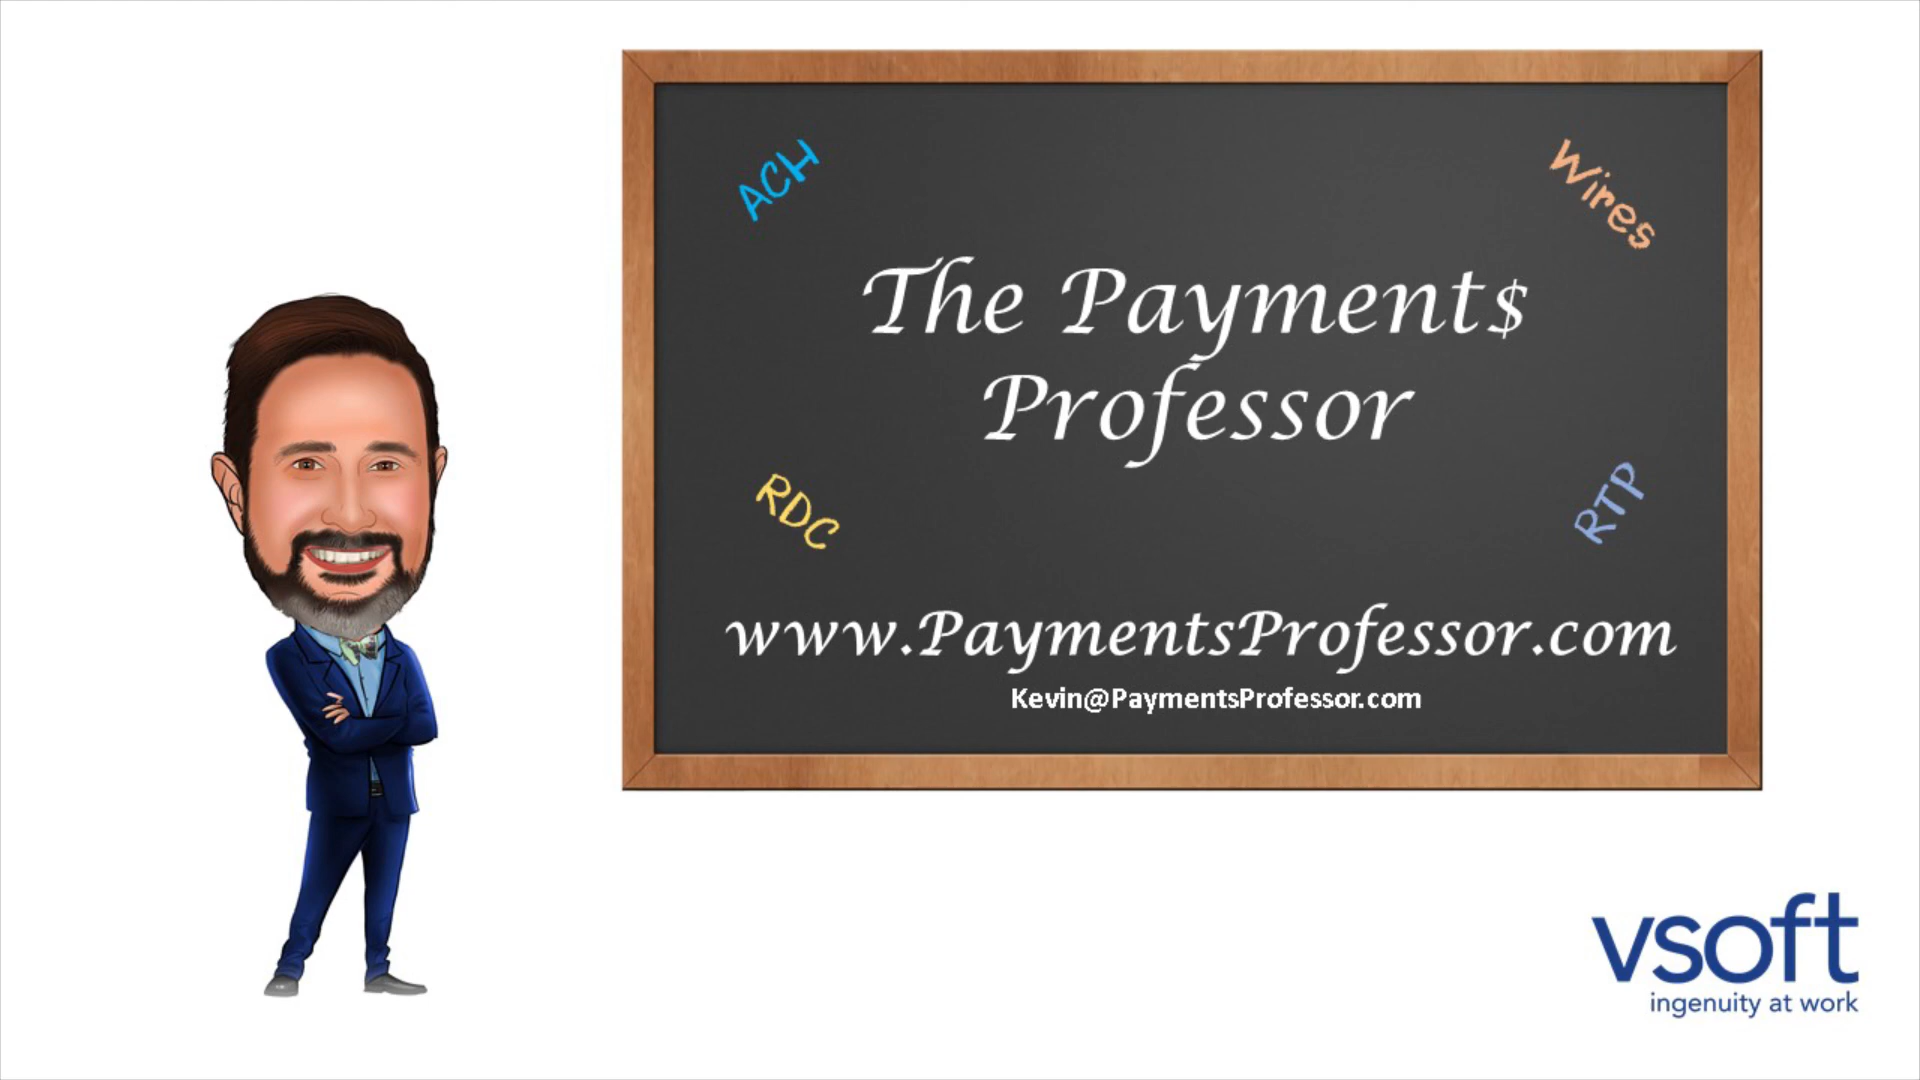 ACH
Wires
The Payment$
Professor
RDC
RTP
www.PaymentsProfessor.com
Kevin@PaymentsProfessor.com
vsoft
ingenuity at work